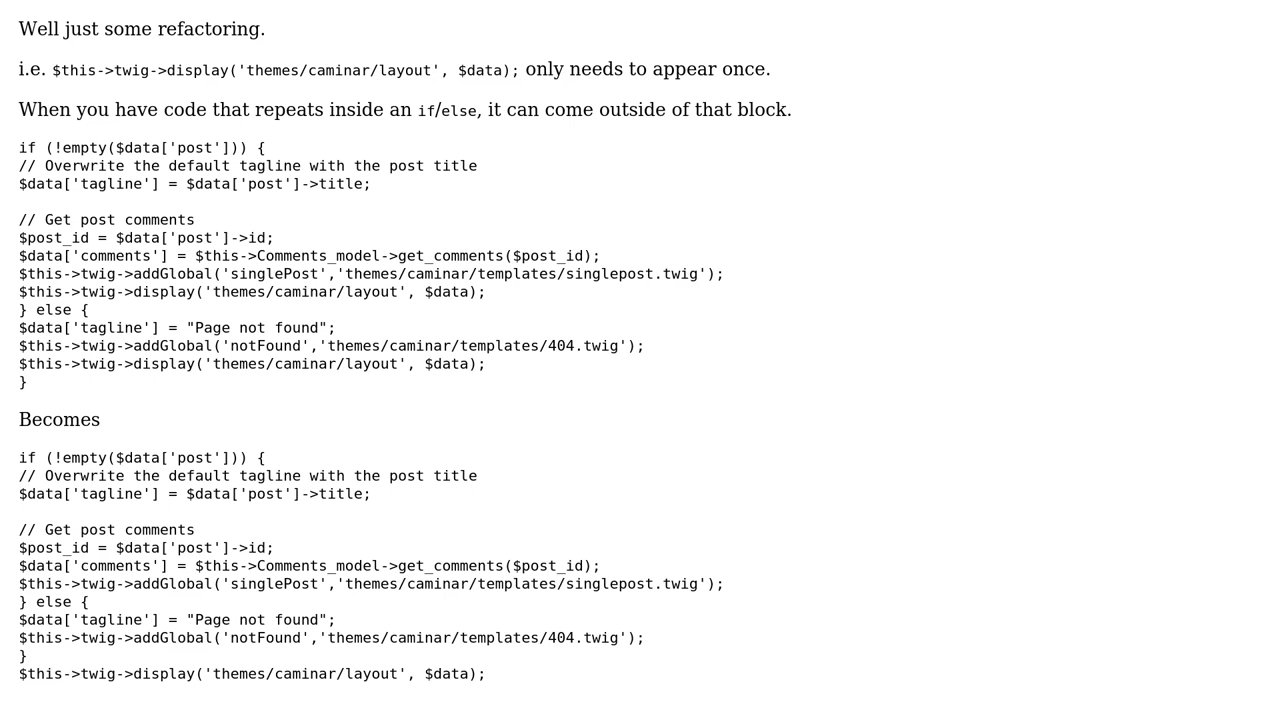 Well just some refactoring.
i.e. $this->twig->display('themes/caminar/layout', $data); only needs to appear once.
When you have code that repeats inside an if/else, it can come outside of that block.
if (!empty($data['post'])) {
// Overwrite the default tagline with the post title
$data['tagline'] = $data['post']->title;

// Get post comments
$post_id = $data['post']->id;
$data['comments'] = $this->Comments_model->get_comments($post_id);
$this->twig->addGlobal('singlePost','themes/caminar/templates/singlepost.twig');
$this->twig->display('themes/caminar/layout', $data);
} else {
$data['tagline'] = "Page not found";
$this->twig->addGlobal('notFound','themes/caminar/templates/404.twig');
$this->twig->display('themes/caminar/layout', $data);
}
Becomes
if (!empty($data['post'])) {
// Overwrite the default tagline with the post title
$data['tagline'] = $data['post']->title;

// Get post comments
$post_id = $data['post']->id;
$data['comments'] = $this->Comments_model->get_comments($post_id);
$this->twig->addGlobal('singlePost','themes/caminar/templates/singlepost.twig');
} else {
$data['tagline'] = "Page not found";
$this->twig->addGlobal('notFound','themes/caminar/templates/404.twig');
}
$this->twig->display('themes/caminar/layout', $data);